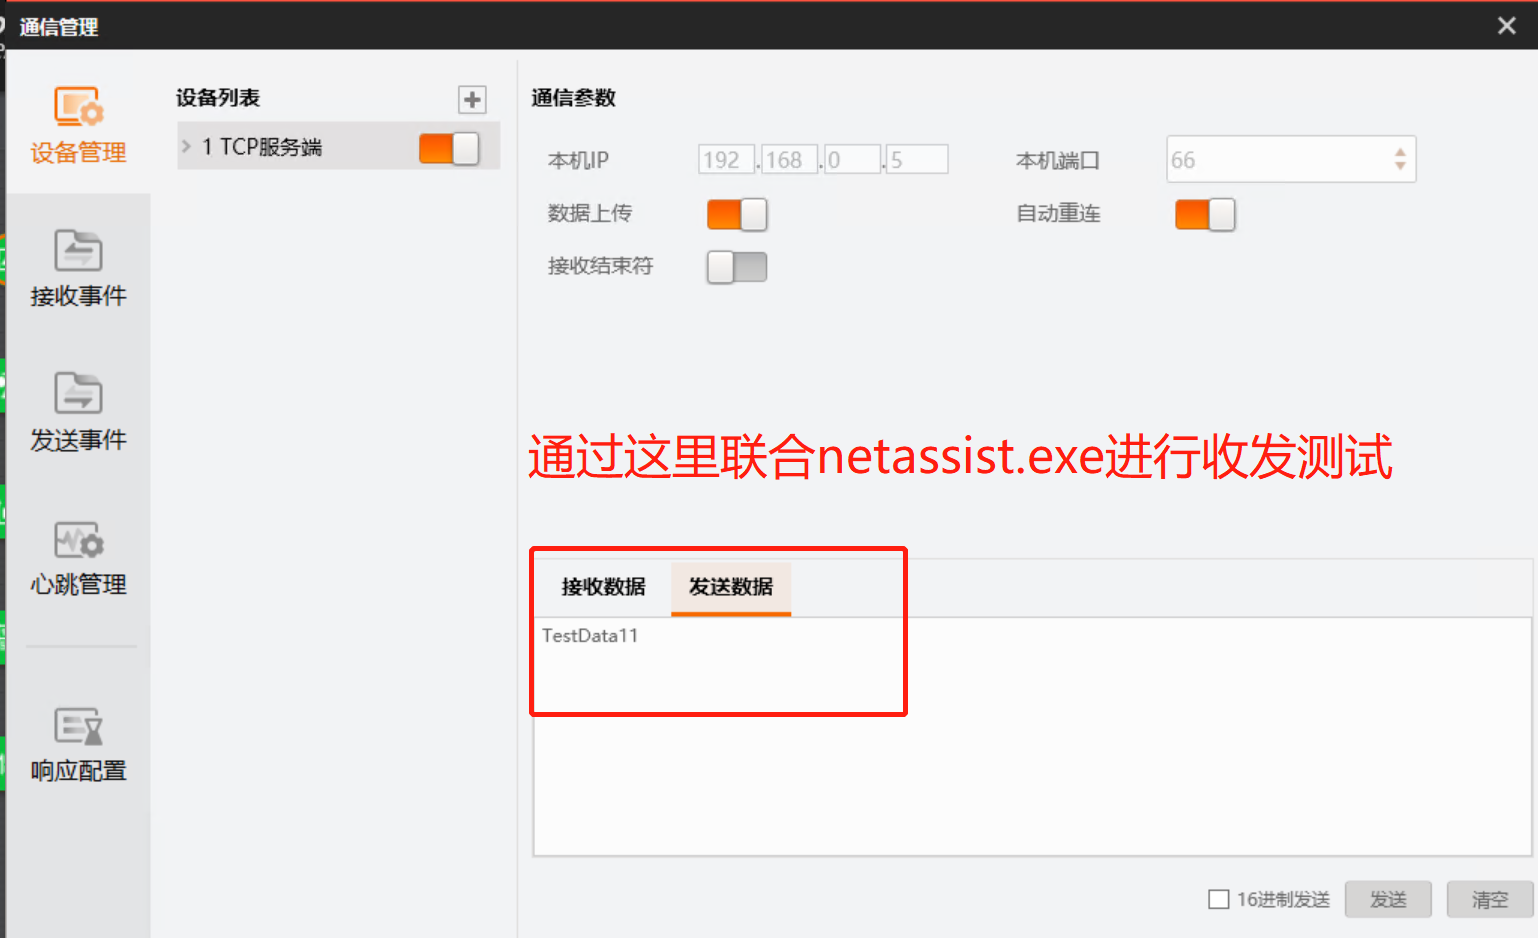 通信管理
设备管理
接收事件
发送事件
心跳管理
响应配置
设备列表
1 TCP服务端
通信参数
本机IP 192.168.0.5 本机端口 66
数据上传 自动重连
接收结束符
通过这里联合netassist.exe进行收发测试
接收数据 发送数据
TestData11
16进制发送 发送 清空